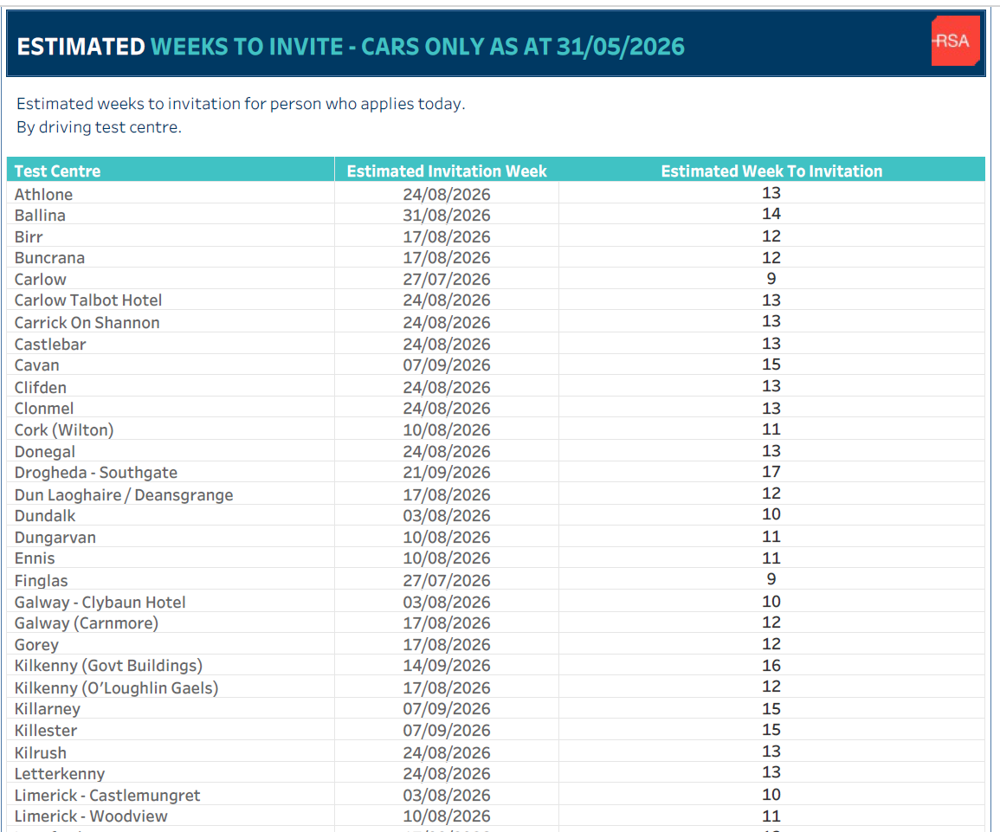 ESTIMATED WEEKS TO INVITE - CARS ONLY AS AT 31/05/2026
RSA
Estimated weeks to invitation for person who applies today.
By driving test centre.
Test Centre Estimated Invitation Week Estimated Week To Invitation
Athlone 24/08/2026 13
Ballina 31/08/2026 14
Birr 17/08/2026 12
Buncrana 17/08/2026 12
Carlow 27/07/2026 9
Carlow Talbot Hotel 24/08/2026 13
Carrick On Shannon 24/08/2026 13
Castlebar 24/08/2026 13
Cavan 07/09/2026 15
Clifden 24/08/2026 13
Clonmel 24/08/2026 13
Cork (Wilton) 10/08/2026 11
Donegal 24/08/2026 13
Drogheda - Southgate 21/09/2026 17
Dun Laoghaire / Deansgrange 17/08/2026 12
Dundalk 03/08/2026 10
Dungarvan 10/08/2026 11
Ennis 10/08/2026 11
Finglas 27/07/2026 9
Galway - Clybaun Hotel 03/08/2026 10
Galway (Carnmore) 17/08/2026 12
Gorey 17/08/2026 12
Kilkenny (Govt Buildings) 14/09/2026 16
Kilkenny (O’Loughlin Gaels) 17/08/2026 12
Killarney 07/09/2026 15
Killester 07/09/2026 15
Kilrush 24/08/2026 13
Letterkenny 24/08/2026 13
Limerick - Castlemungret 03/08/2026 10
Limerick - Woodview 10/08/2026 11